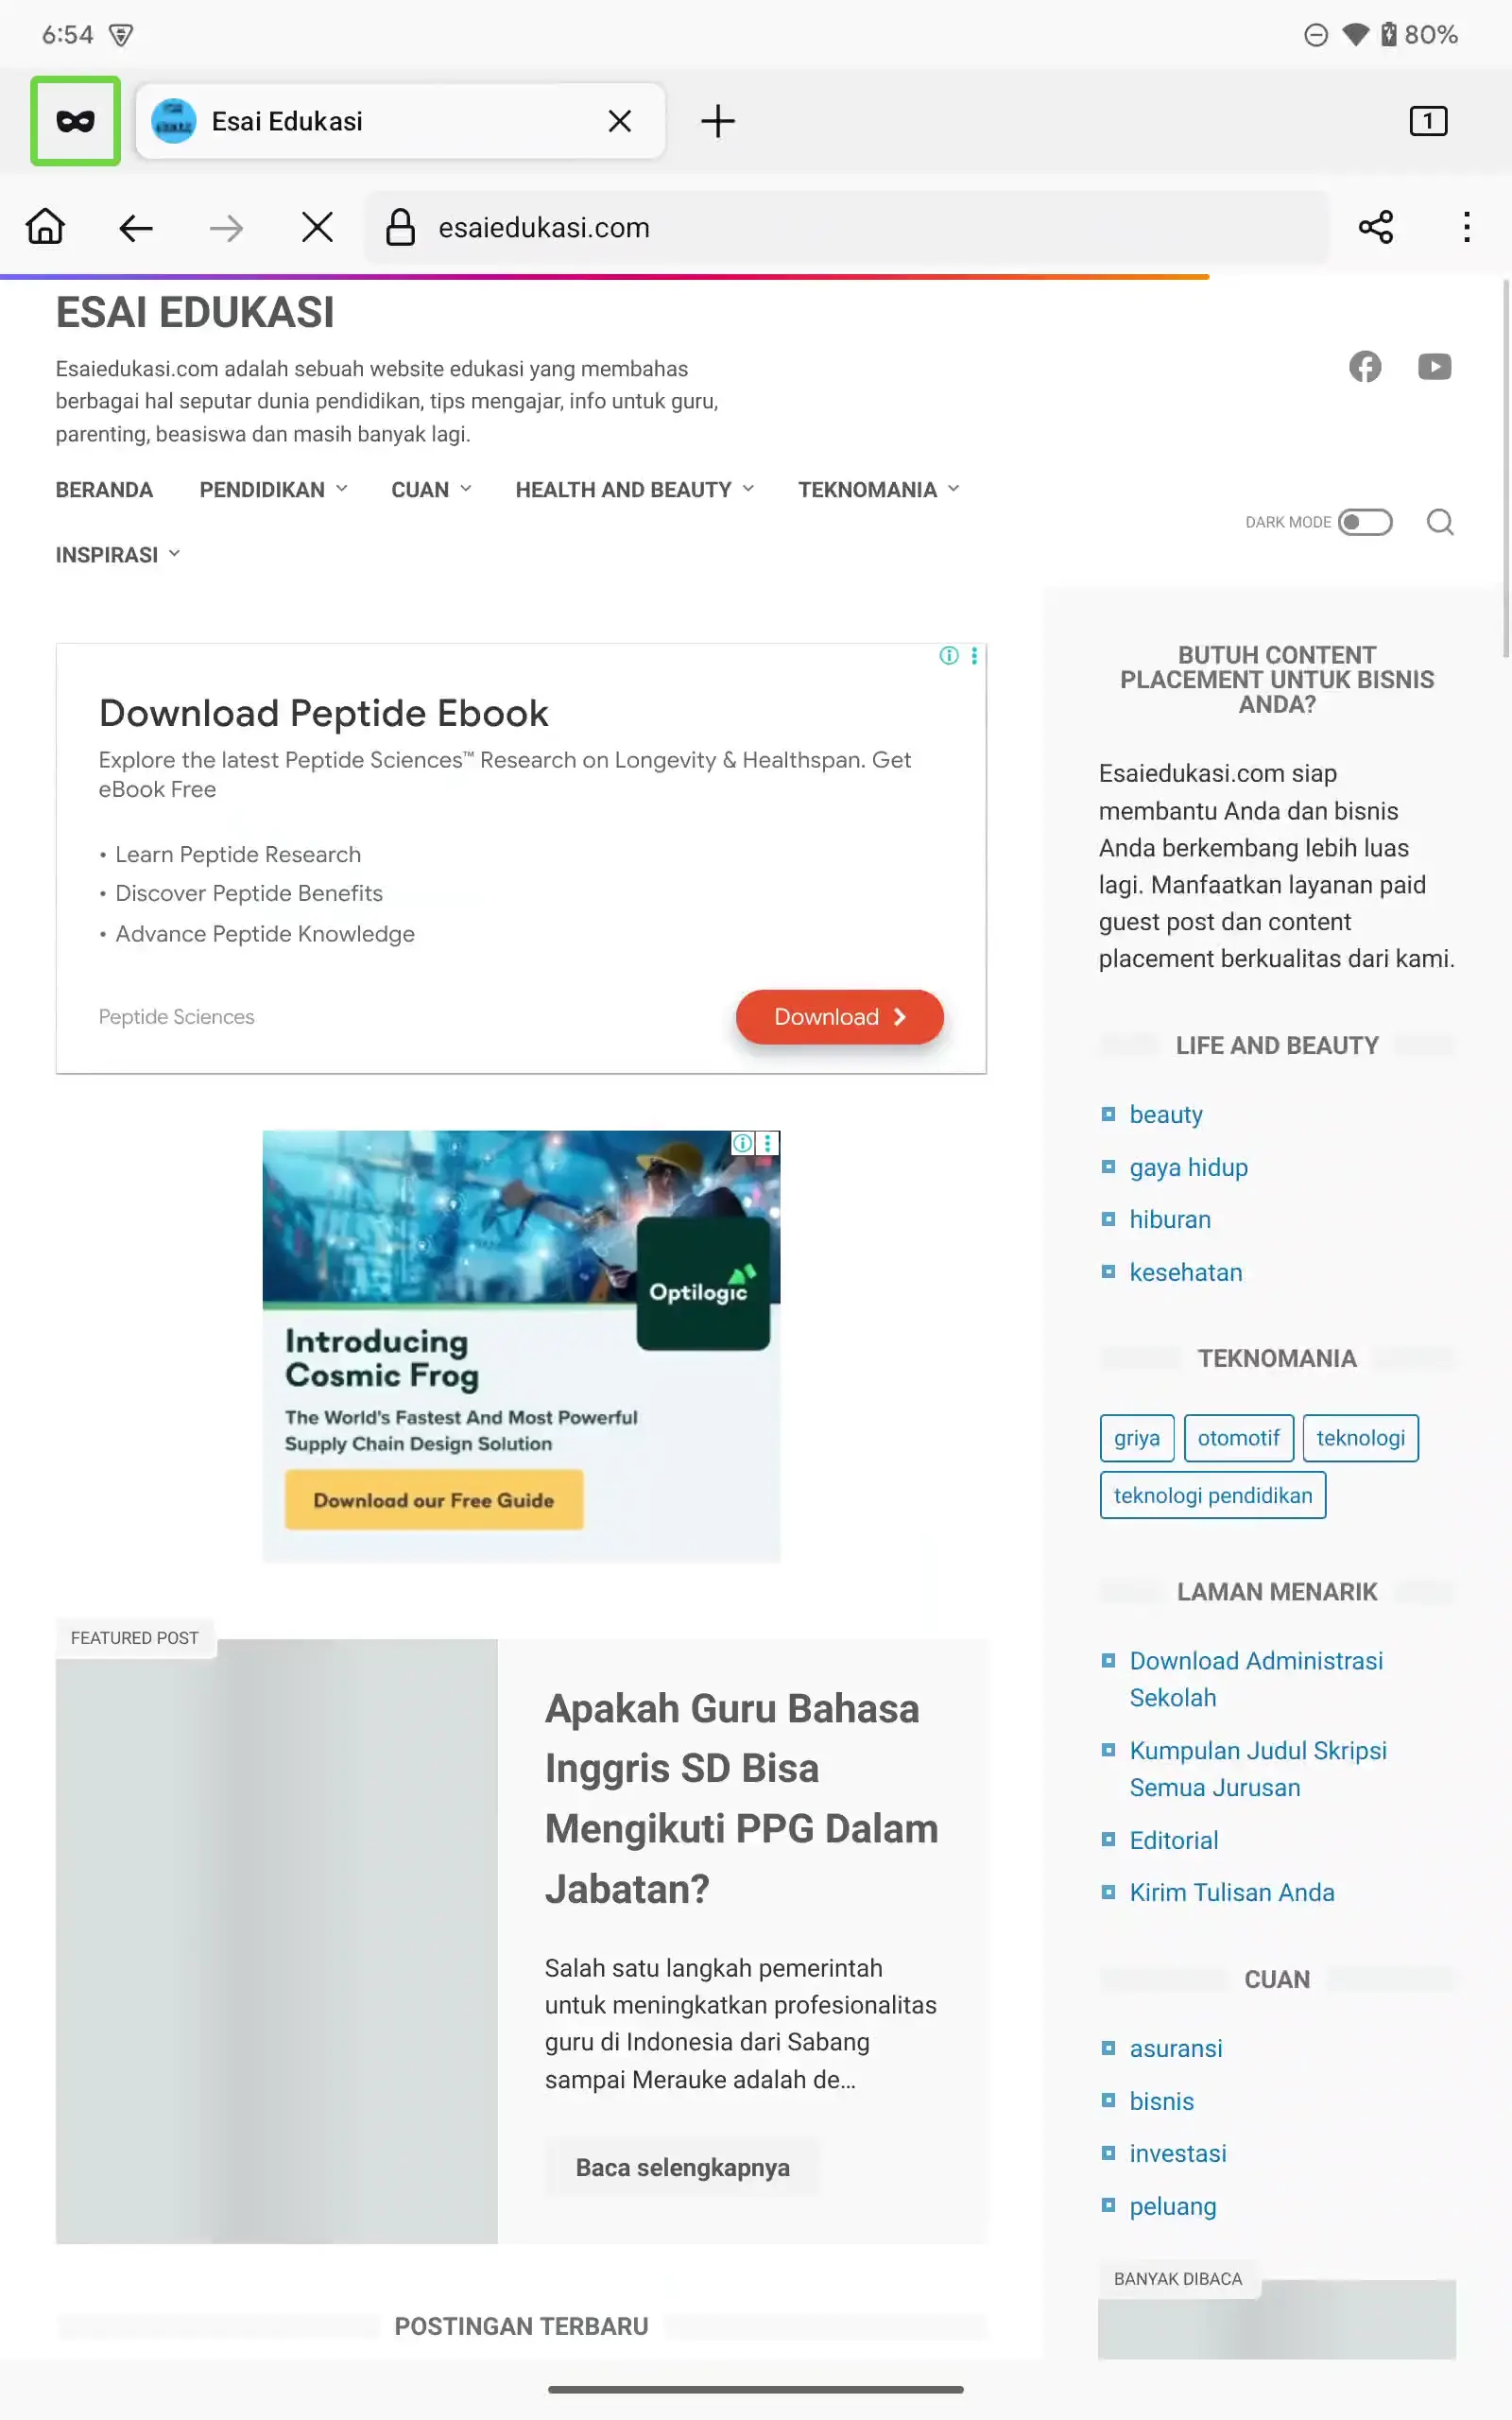 6:54
80%
Esai Edukasi
1
esaiedukasi.com
ESAI EDUKASI
Esaiedukasi.com adalah sebuah website edukasi yang membahas
berbagai hal seputar dunia pendidikan, tips mengajar, info untuk guru,
parenting, beasiswa dan masih banyak lagi.
BERANDA PENDIDIKAN CUAN HEALTH AND BEAUTY TEKNOMANIA
INSPIRASI
DARK MODE
Download Peptide Ebook
Explore the latest Peptide Sciences™ Research on Longevity & Healthspan. Get
eBook Free
• Learn Peptide Research
• Discover Peptide Benefits
• Advance Peptide Knowledge
Peptide Sciences
Download
Optilogic
Introducing
Cosmic Frog
The World's Fastest And Most Powerful
Supply Chain Design Solution
Download our Free Guide
FEATURED POST
Apakah Guru Bahasa
Inggris SD Bisa
Mengikuti PPG Dalam
Jabatan?
Salah satu langkah pemerintah
untuk meningkatkan profesionalitas
guru di Indonesia dari Sabang
sampai Merauke adalah de...
Baca selengkapnya
POSTINGAN TERBARU
BUTUH CONTENT
PLACEMENT UNTUK BISNIS
ANDA?
Esaiedukasi.com siap
membantu Anda dan bisnis
Anda berkembang lebih luas
lagi. Manfaatkan layanan paid
guest post dan content
placement berkualitas dari kami.
LIFE AND BEAUTY
beauty
gaya hidup
hiburan
kesehatan
TEKNOMANIA
griya otomotif teknologi
teknologi pendidikan
LAMAN MENARIK
Download Administrasi
Sekolah
Kumpulan Judul Skripsi
Semua Jurusan
Editorial
Kirim Tulisan Anda
CUAN
asuransi
bisnis
investasi
peluang
BANYAK DIBACA